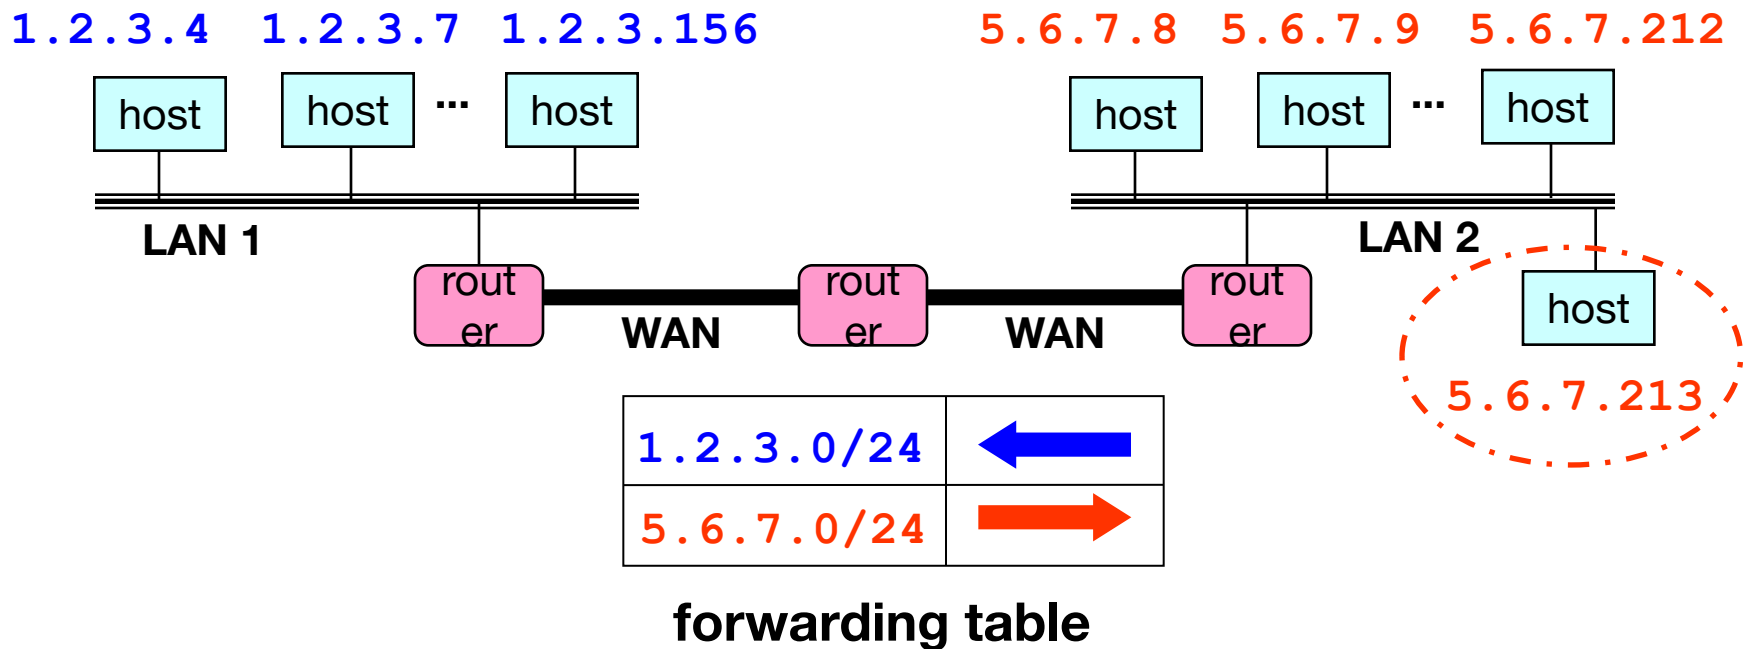 1.2.3.4 1.2.3.7 1.2.3.156 5.6.7.8 5.6.7.9 5.6.7.212
host host ... host host host ... host
LAN 1 LAN 2
rout
er
WAN
rout
er
WAN
rout
er
host
5.6.7.213
1.2.3.0/24
5.6.7.0/24
forwarding table